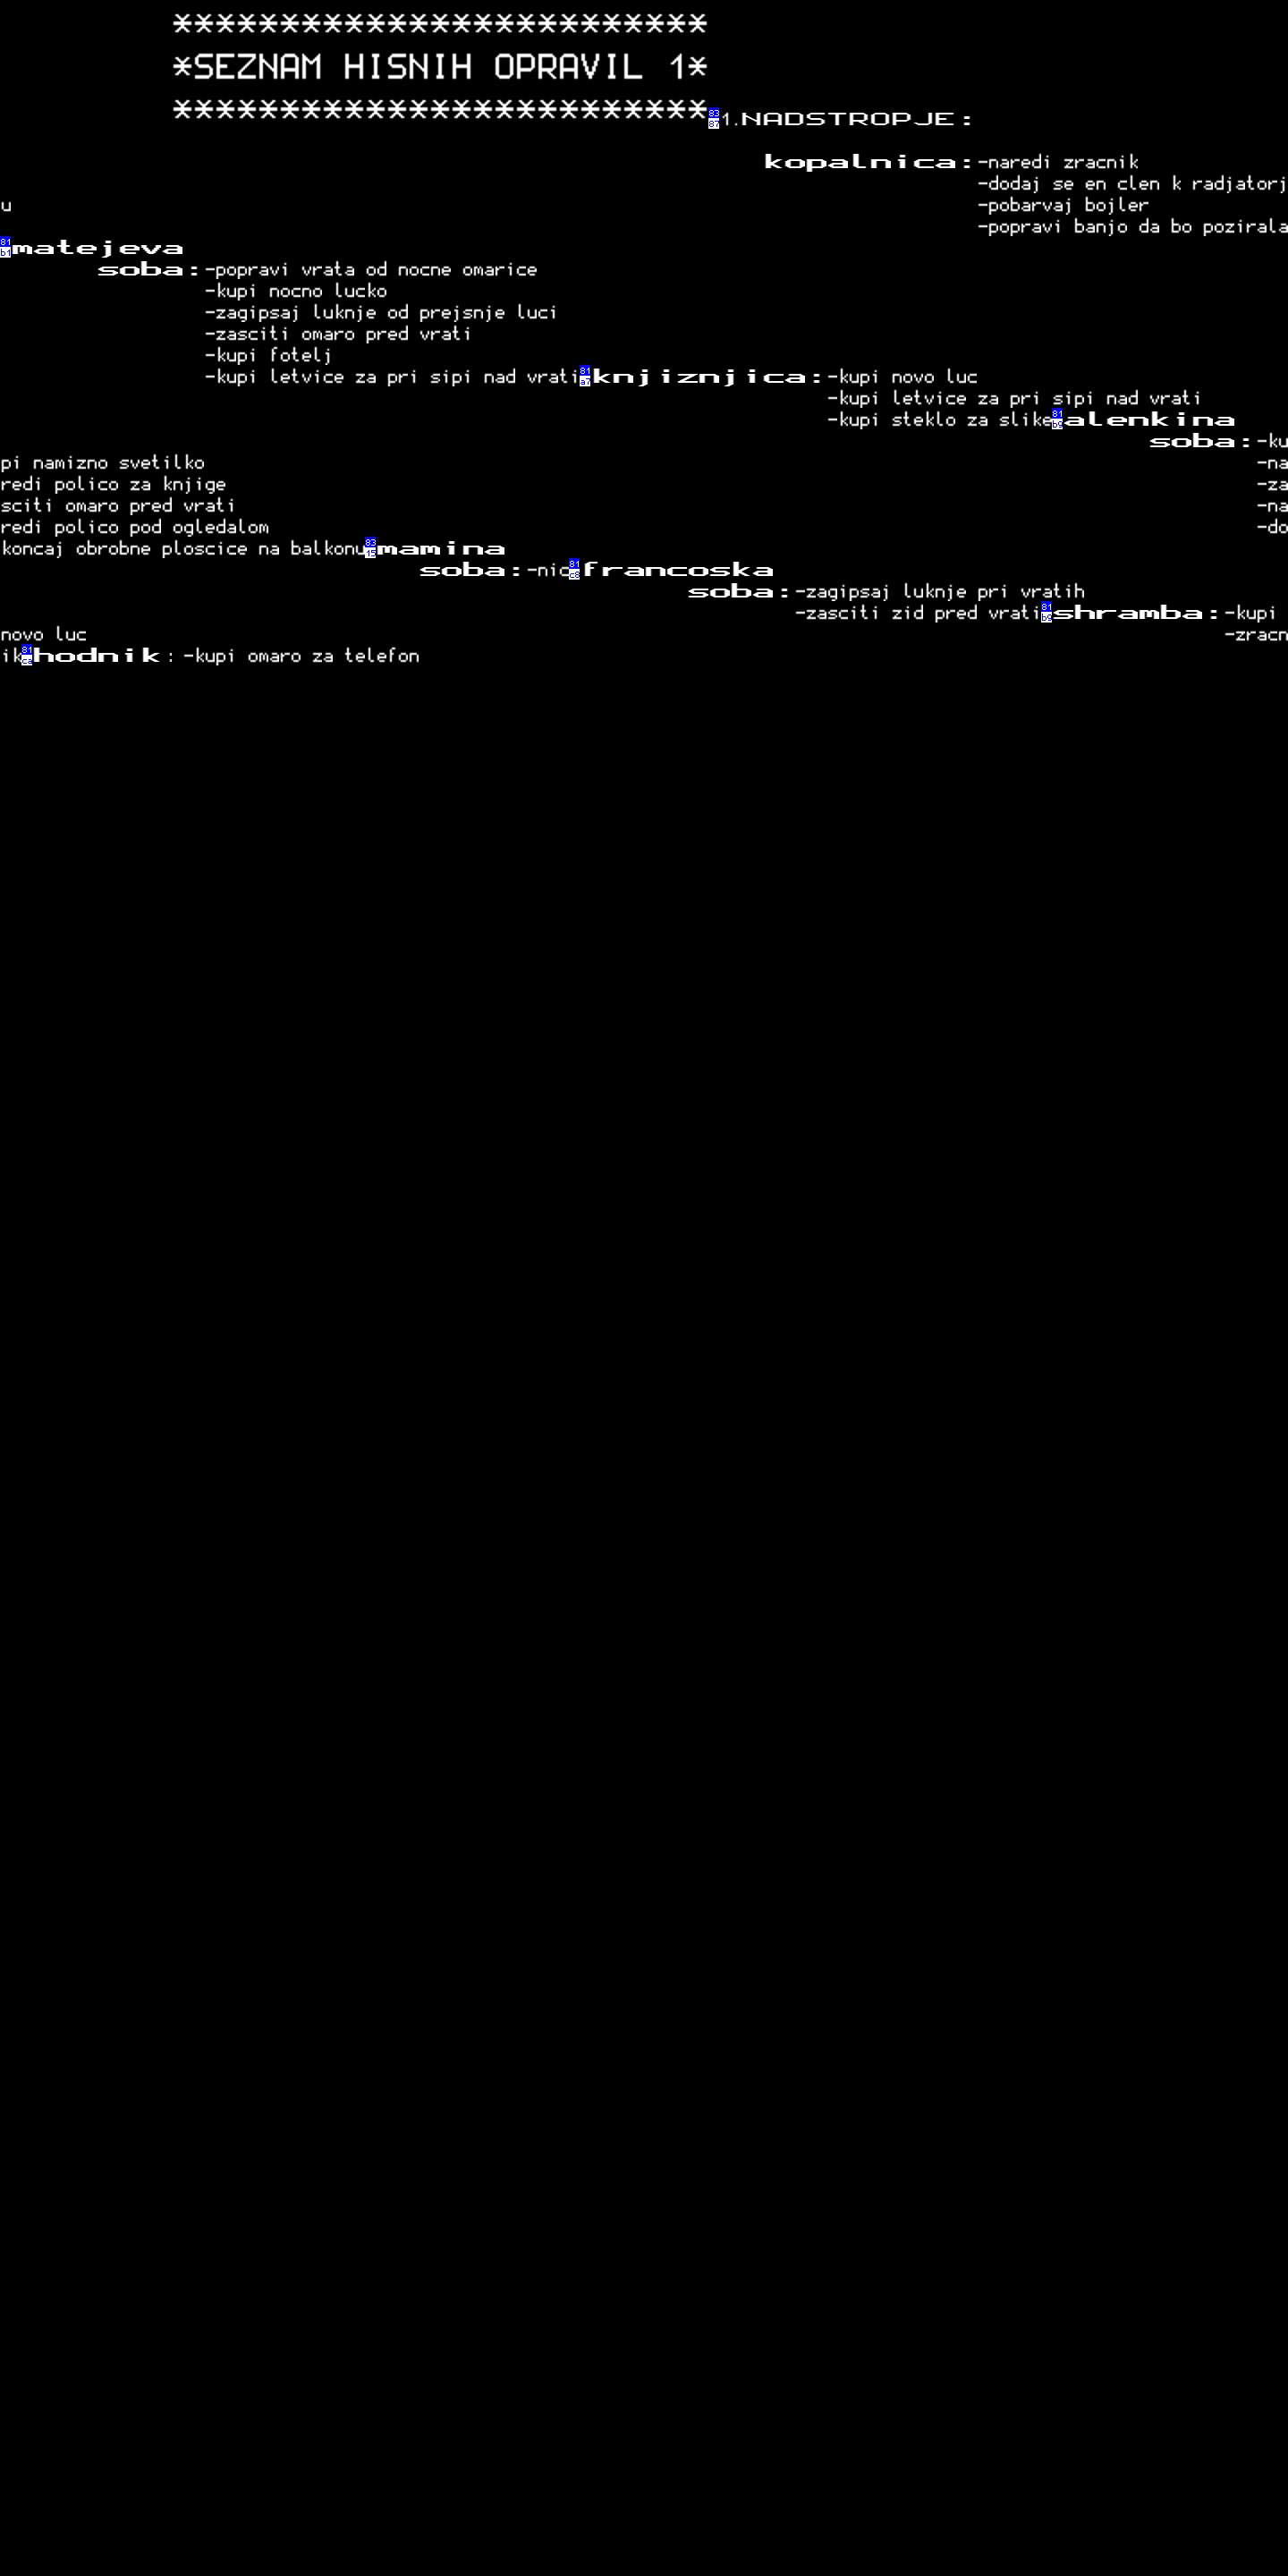 *************************
*SEZNAM HISNIH OPRAVIL 1*
*************************
1.NADSTROPJE:
kopalnica:-naredi zracnik
-dodaj se en clen k radjatorj
u -pobarvaj bojler
-popravi banjo da bo pozirala
matejeva
soba:-popravi vrata od nocne omarice
-kupi nocno lucko
-zagipsaj luknje od prejsnje luci
-zasciti omaro pred vrati
-kupi fotelj
-kupi letvice za pri sipi nad vrati knjiznjica:-kupi novo luc
-kupi letvice za pri sipi nad vrati
-kupi steklo za slike alenkina
soba:-ku
pi namizno svetilko -na
redi polico za knjige -za
sciti omaro pred vrati -na
redi polico pod ogledalom -do
koncaj obrobne ploscice na balkonu mamina
soba:-nic francoska
soba:-zagipsaj luknje pri vratih
-zasciti zid pred vrati shramba:-kupi
novo luc -zracn
ik hodnik: -kupi omaro za telefon